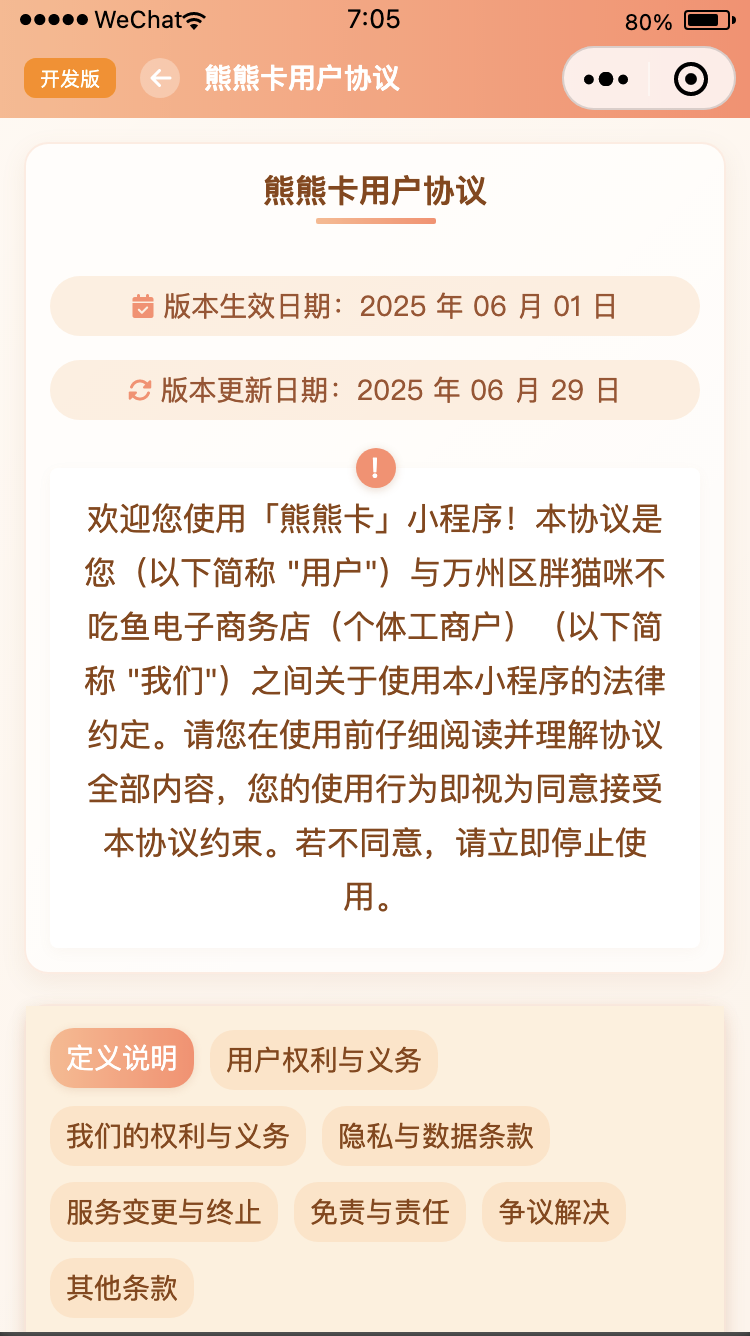 WeChat 7:05 80%
开发版 熊熊卡用户协议
熊熊卡用户协议
版本生效日期：2025 年 06 月 01 日
版本更新日期：2025 年 06 月 29 日
!
欢迎您使用「熊熊卡」小程序！本协议是
您（以下简称 "用户"）与万州区胖猫咪不
吃鱼电子商务店（个体工商户）（以下简
称 "我们"）之间关于使用本小程序的法律
约定。请您在使用前仔细阅读并理解协议
全部内容，您的使用行为即视为同意接受
本协议约束。若不同意，请立即停止使
用。
定义说明 用户权利与义务
我们的权利与义务 隐私与数据条款
服务变更与终止 免责与责任 争议解决
其他条款